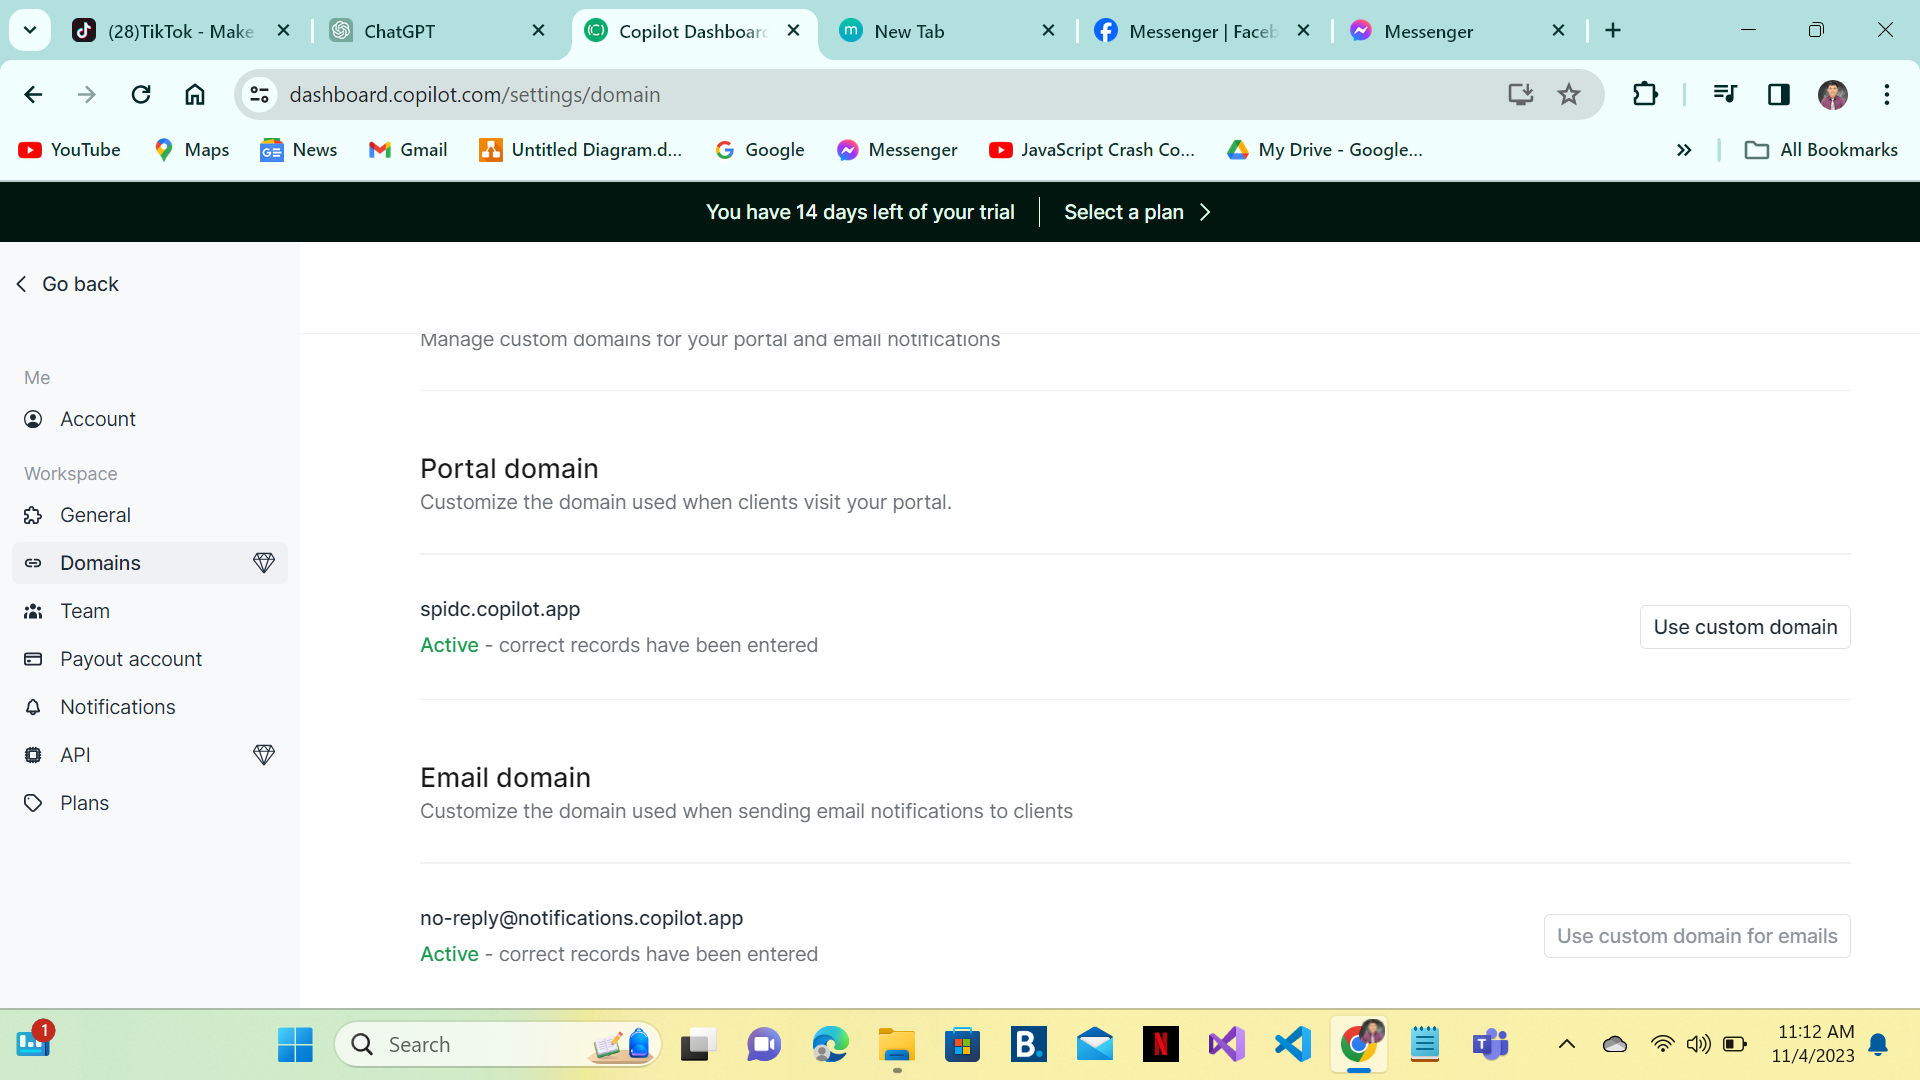 (28)TikTok - Make
ChatGPT
Copilot Dashboard
New Tab
Messenger | Faceb
Messenger
dashboard.copilot.com/settings/domain
YouTube
Maps
News
Gmail
Untitled Diagram.d...
Google
Messenger
JavaScript Crash Co...
My Drive - Google...
All Bookmarks
You have 14 days left of your trial
Select a plan
Go back
Manage custom domains for your portal and email notifications
Me
Account
Workspace
General
Domains
Team
Payout account
Notifications
API
Plans
Portal domain
Customize the domain used when clients visit your portal.
spidc.copilot.app
Active - correct records have been entered
Use custom domain
Email domain
Customize the domain used when sending email notifications to clients
no-reply@notifications.copilot.app
Active - correct records have been entered
Use custom domain for emails
1
Search
11:12 AM
11/4/2023